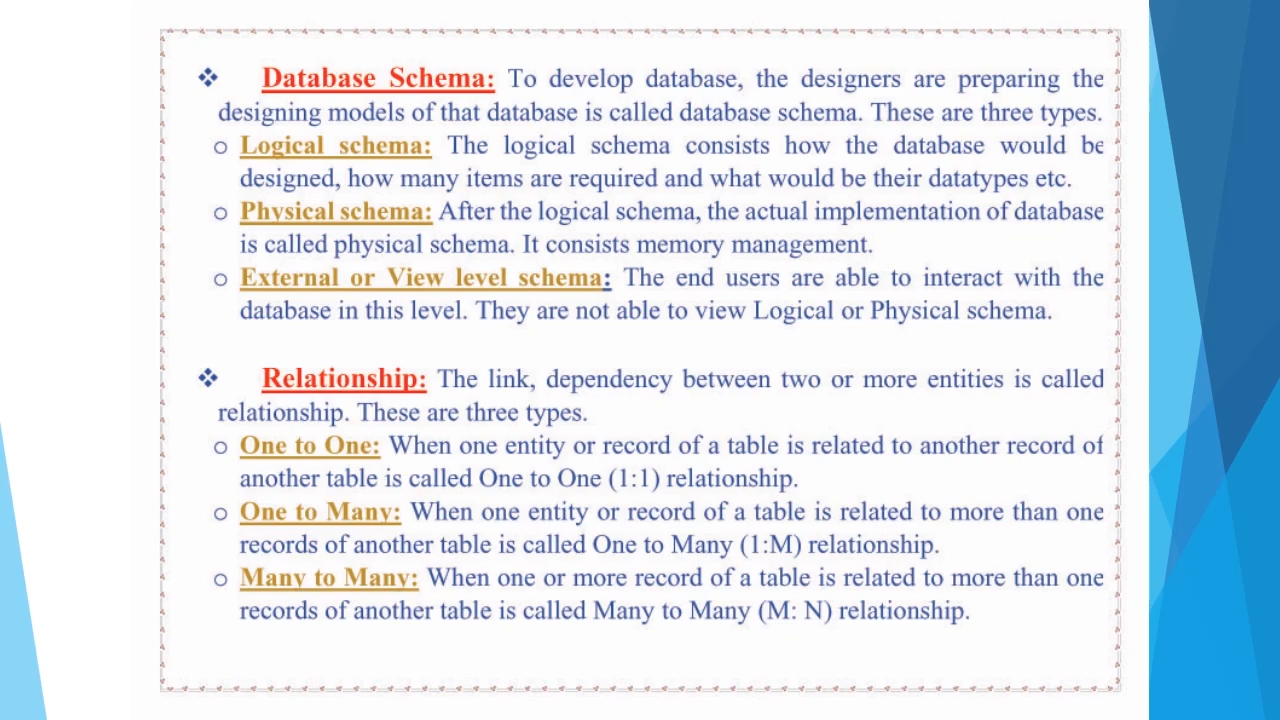 ❖ Database Schema: To develop database, the designers are preparing the
designing models of that database is called database schema. These are three types.
o Logical schema: The logical schema consists how the database would be
designed, how many items are required and what would be their datatypes etc.
o Physical schema: After the logical schema, the actual implementation of database
is called physical schema. It consists memory management.
o External or View level schema: The end users are able to interact with the
database in this level. They are not able to view Logical or Physical schema.
❖ Relationship: The link, dependency between two or more entities is called
relationship. These are three types.
o One to One: When one entity or record of a table is related to another record of
another table is called One to One (1:1) relationship.
o One to Many: When one entity or record of a table is related to more than one
records of another table is called One to Many (1:M) relationship.
o Many to Many: When one or more record of a table is related to more than one
records of another table is called Many to Many (M: N) relationship.